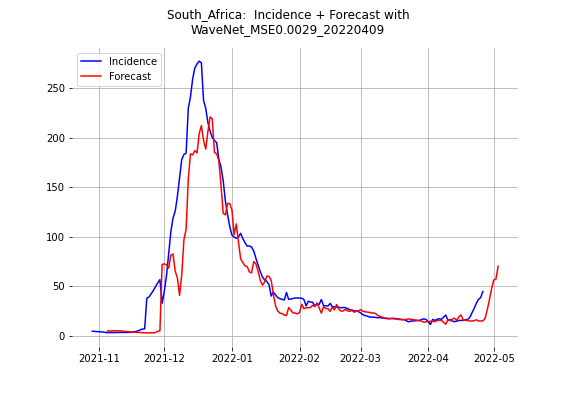 South_Africa:  Incidence + Forecast with
WaveNet_MSE0.0029_20220409
Incidence
Forecast
250
200
150
100
50
0
2021-11 2021-12 2022-01 2022-02 2022-03 2022-04 2022-05